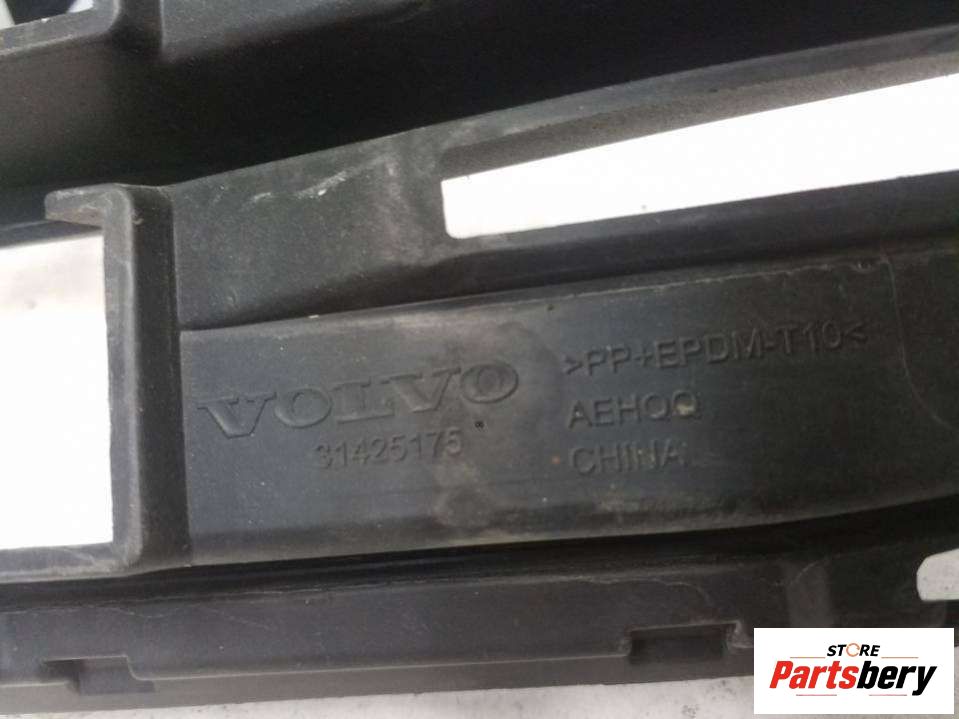 VOLVO
31425175
>PP+EPDM-T10<
AEHQQ
CHINA
STORE
Partsbery